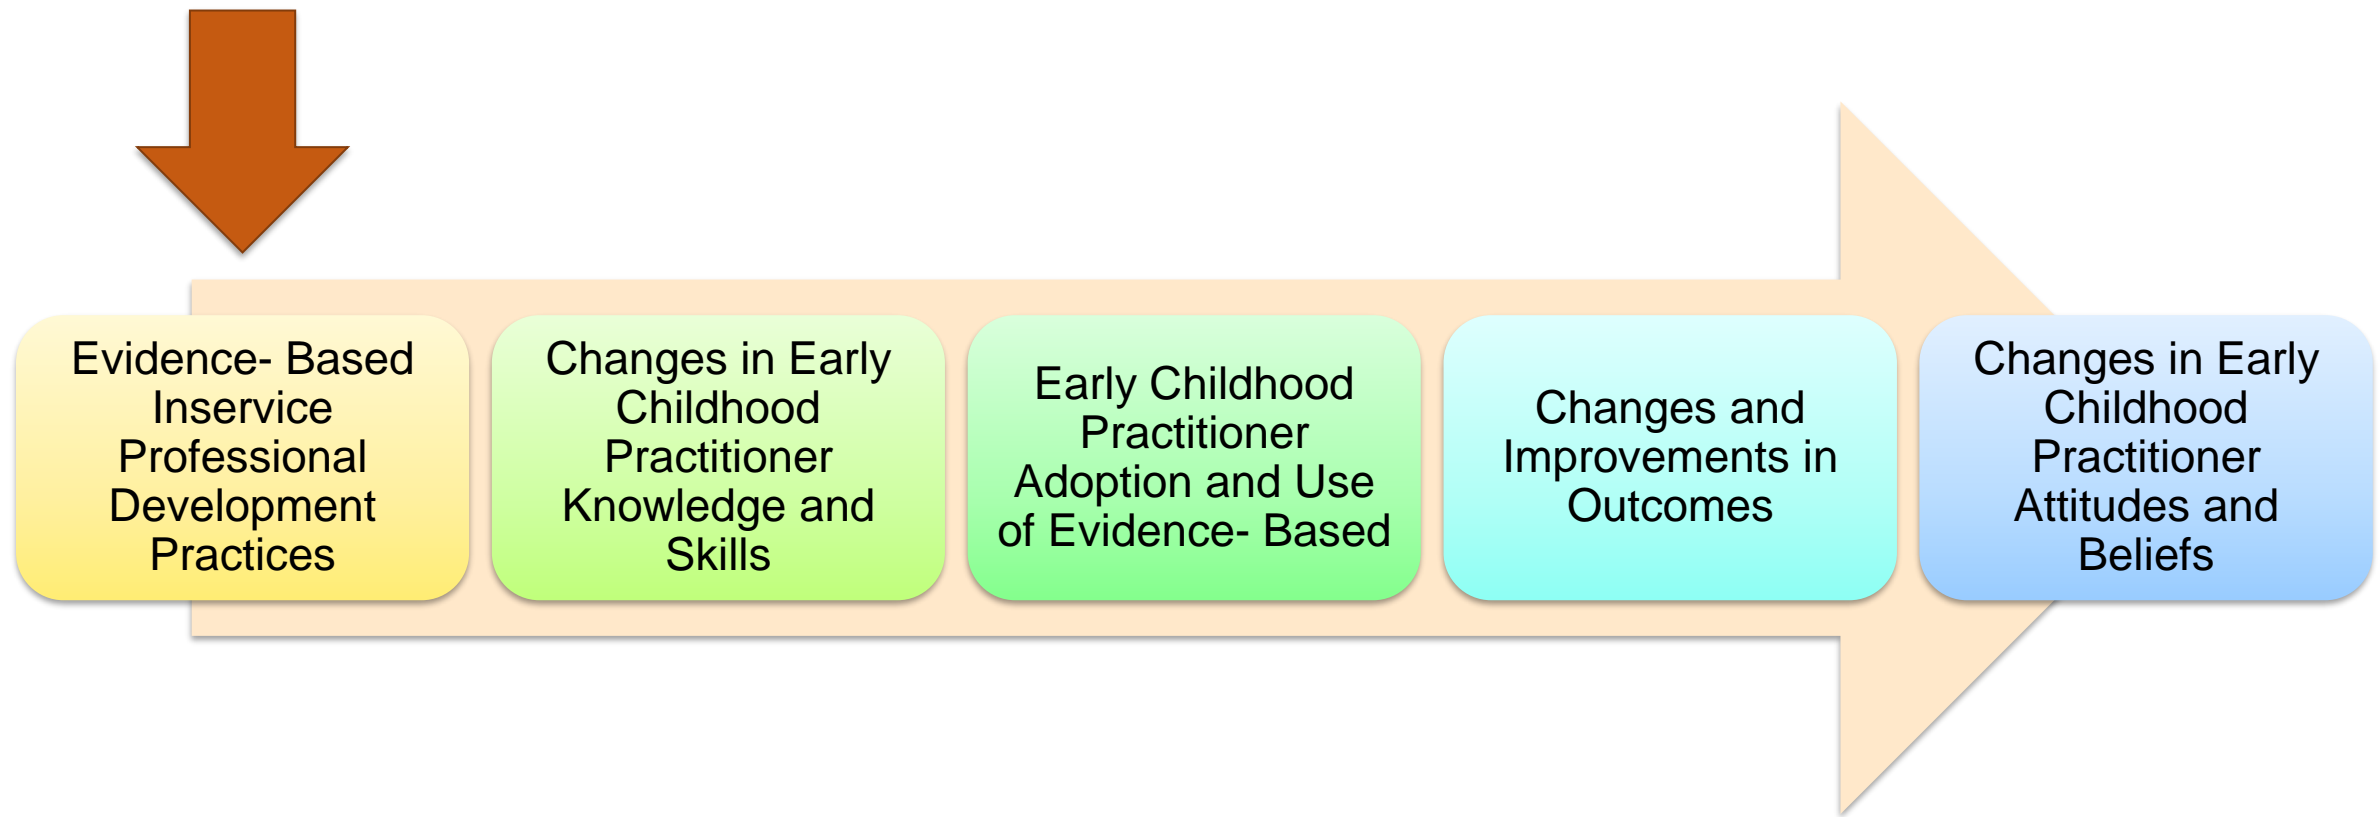 Evidence- Based
Inservice
Professional
Development
Practices
Changes in Early
Childhood
Practitioner
Knowledge and
Skills
Early Childhood
Practitioner
Adoption and Use
of Evidence- Based
Changes and
Improvements in
Outcomes
Changes in Early
Childhood
Practitioner
Attitudes and
Beliefs